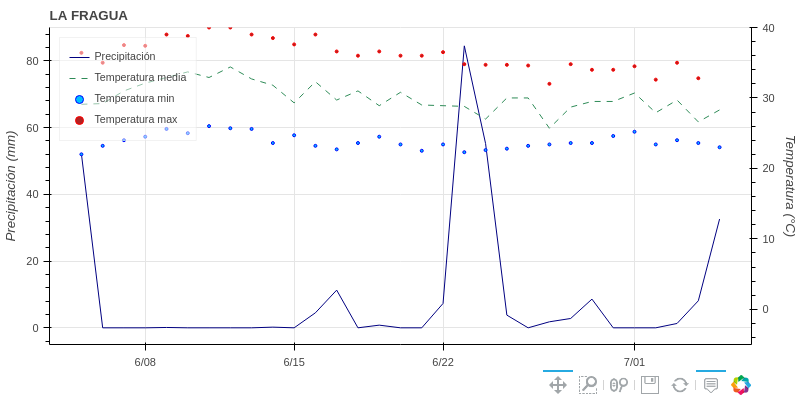 LA FRAGUA
Precipitación
Temperatura media
Temperatura min
Temperatura max
Precipitación (mm)
80
60
40
20
0
Temperatura (°C)
40
30
20
10
0
6/08
6/15
6/22
7/01